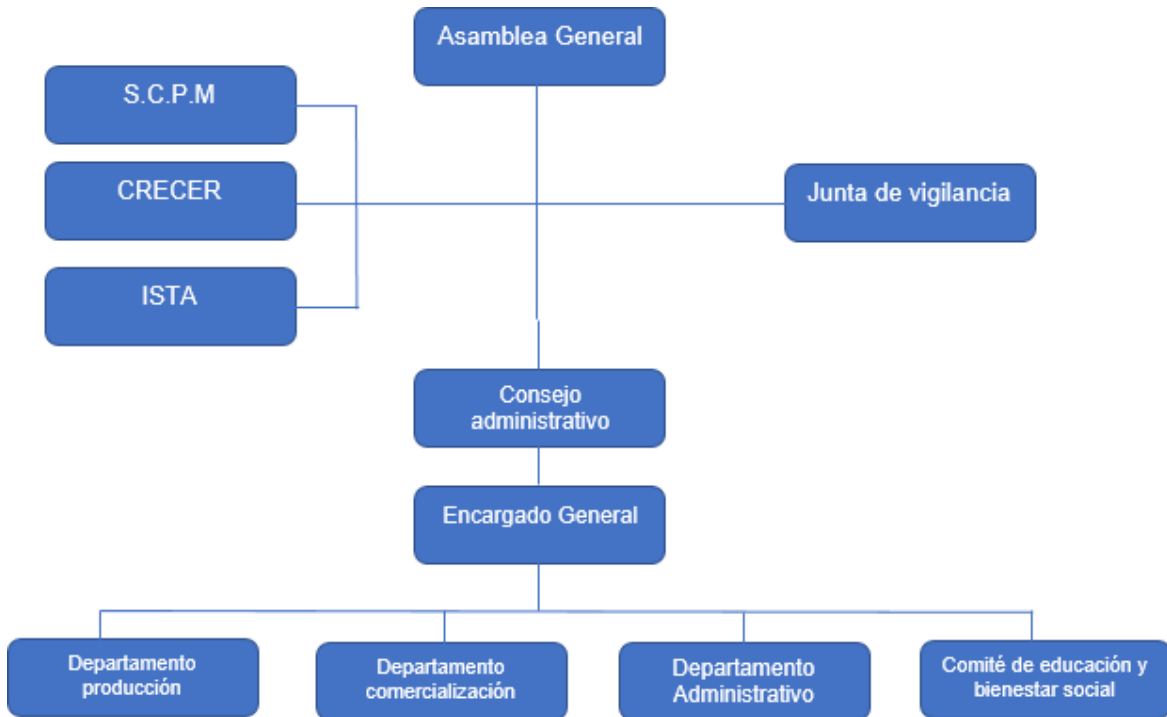 Asamblea General
S.C.P.M
CRECER
Junta de vigilancia
ISTA
Consejo
administrativo
Encargado General
Departamento
producción
Departamento
comercialización
Departamento
Administrativo
Comité de educación y
bienestar social